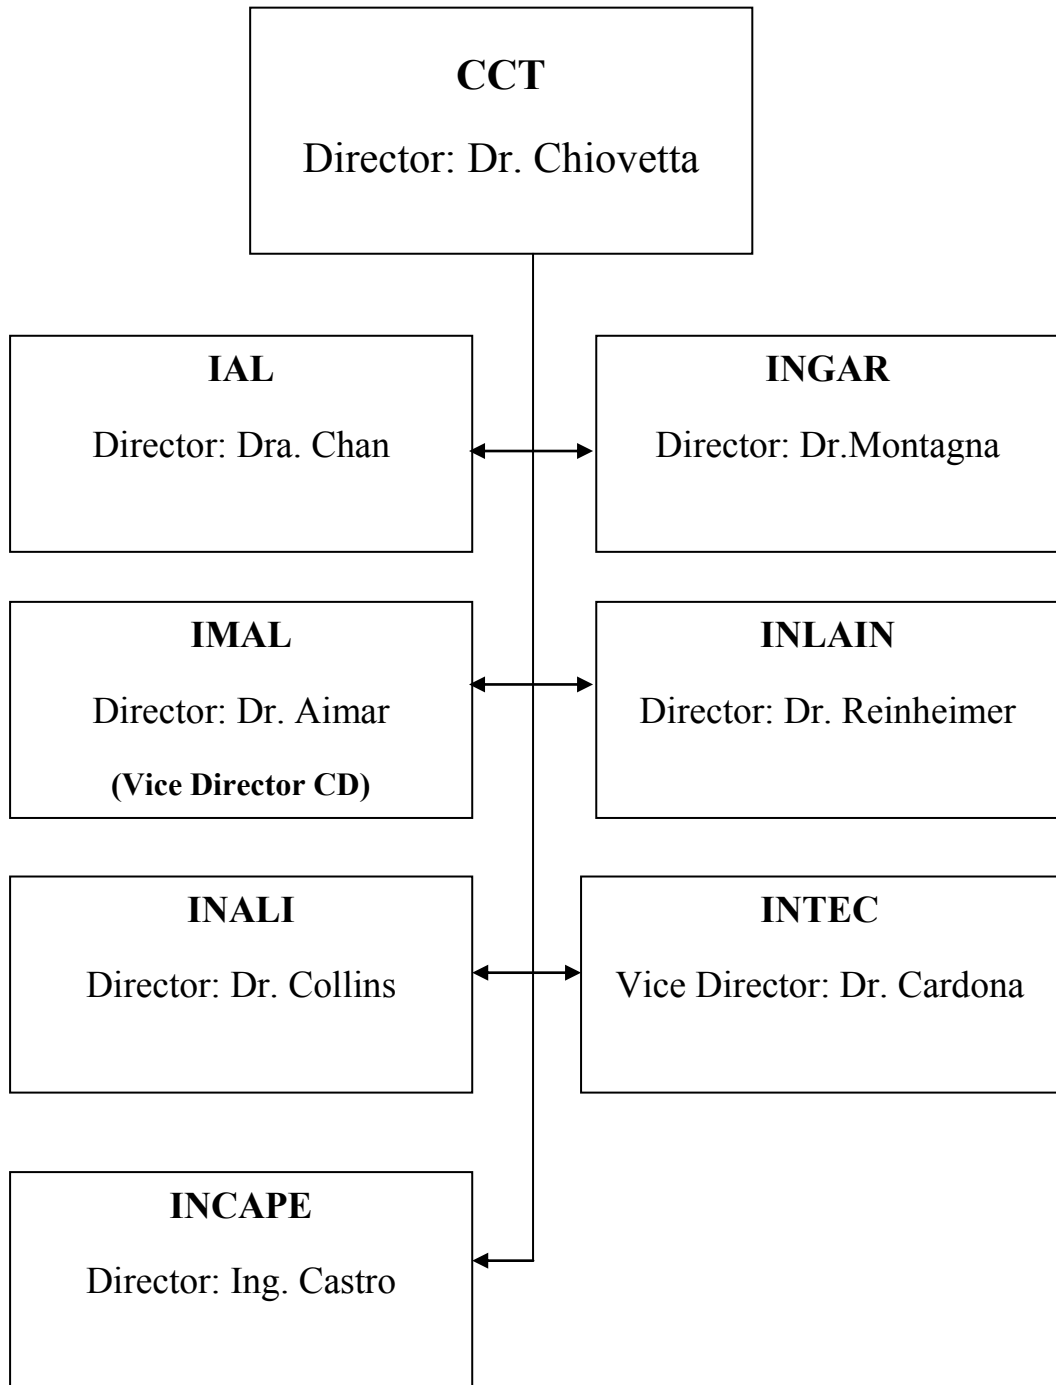 CCT
Director: Dr. Chiovetta
IAL
Director: Dra. Chan
INGAR
Director: Dr.Montagna
IMAL
Director: Dr. Aimar
(Vice Director CD)
INLAIN
Director: Dr. Reinheimer
INALI
Director: Dr. Collins
INTEC
Vice Director: Dr. Cardona
INCAPE
Director: Ing. Castro